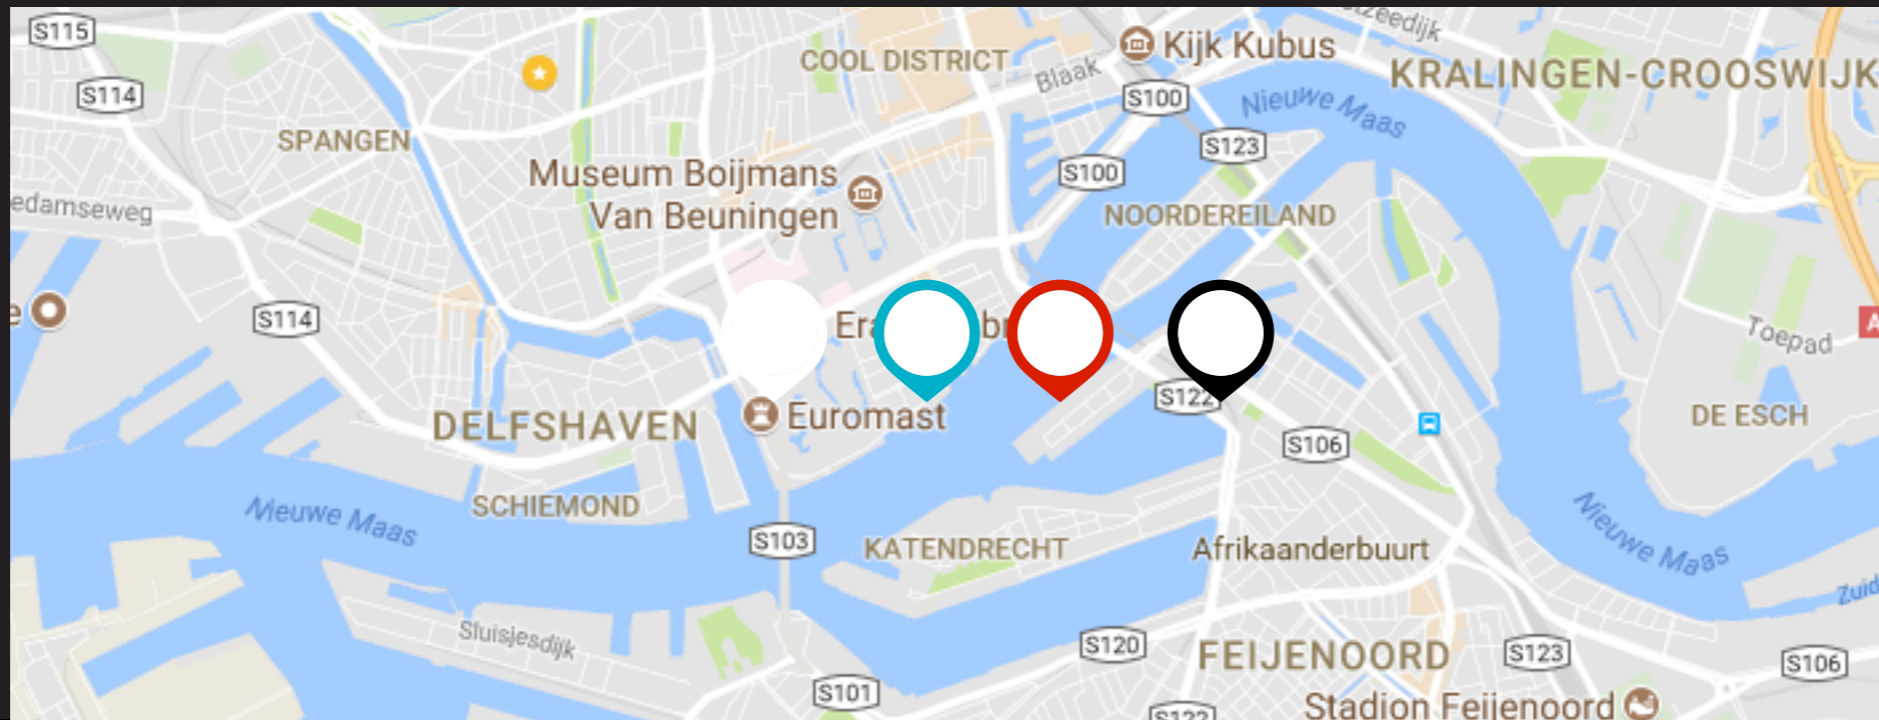 S115
S114
COOL DISTRICT
Blaak
Kijk Kubus
S100
KRALINGEN-CROOSWIJK
Nieuwe Maas
SPANGEN
S123
Museum Boijmans
Van Beuningen
S100
edamseweg
NOORDEREILAND
S114
Toepad
A
S122
DELFSHAVEN
Euromast
S106
DE ESCH
SCHIEMOND
Nieuwe Maas
S103
KATENDRECHT
Afrikaanderbuurt
Nieuwe Maas
Zuid
Sluisjesdijk
S120
FEIJENOORD
S123
S106
S101
S122
Stadion Feijenoord